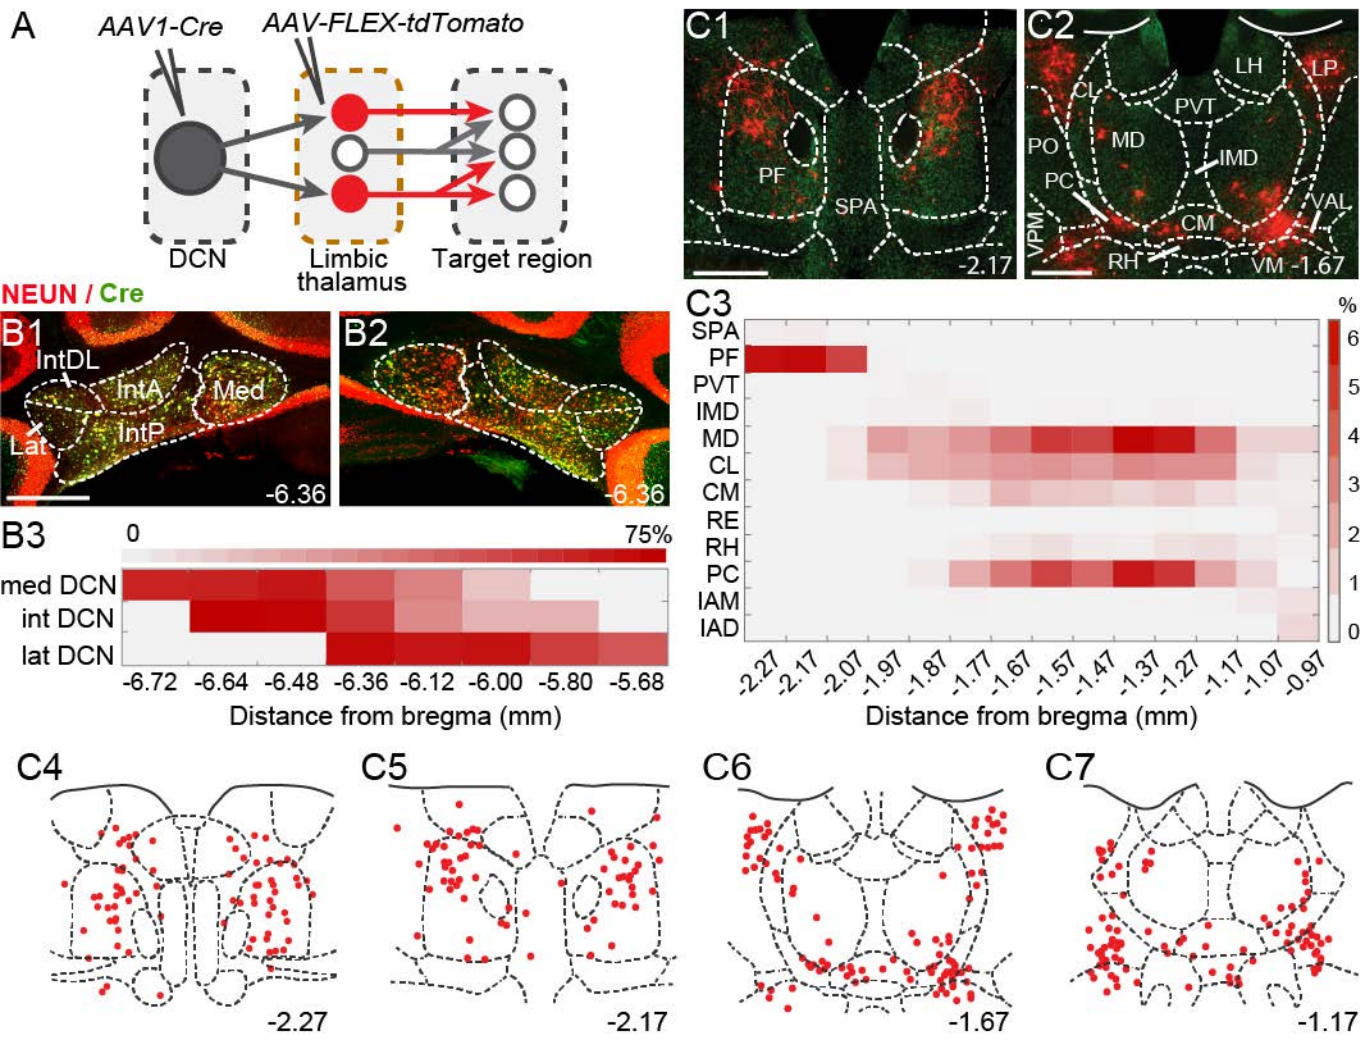 A
AAV1-Cre
AAV-FLEX-tdTomato
DCN
Limbic
thalamus
Target region
NEUN / Cre
B1
IntDL
IntA
Med
IntP
Lat
-6.36
B2
-6.36
B3
0
75%
med DCN
int DCN
lat DCN
-6.72
-6.64
-6.48
-6.36
-6.12
-6.00
-5.80
-5.68
Distance from bregma (mm)
C1
PF
SPA
-2.17
C2
LH
LP
CL
PVT
MD
PO
IMD
PC
VAL
CM
VPM
RH
VM
-1.67
C3
%
SPA
PF
PVT
IMD
MD
CL
CM
RE
RH
PC
IAM
IAD
6
5
4
3
2
1
0
-2.27
-2.17
-2.07
-1.97
-1.87
-1.77
-1.67
-1.57
-1.47
-1.37
-1.27
-1.17
-1.07
-0.97
Distance from bregma (mm)
C4
-2.27
C5
-2.17
C6
-1.67
C7
-1.17